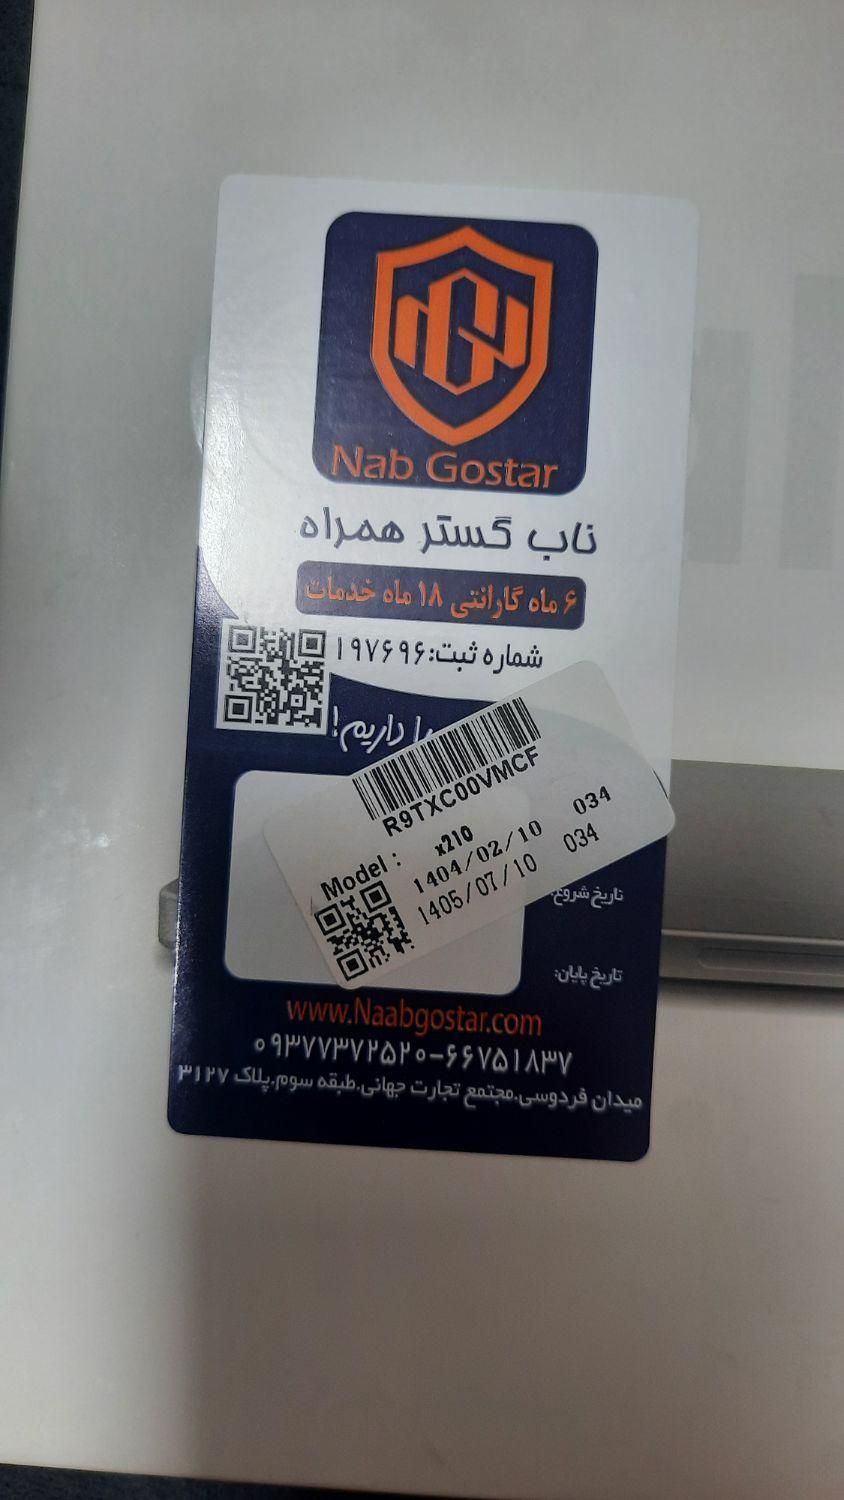 Nab Gostar
ناب گستر همراه
۶ ماه گارانتی ۱۸ ماه خدمات
شماره ثبت:۱۹۷۶۹۶
داریم!
R9TXC00VMCF
Model : x210
1404/02/10 034
1405/07/10 034
تاریخ شروع:
تاریخ پایان:
www.Naabgostar.com
۰۹۳۷۷۳۷۲۵۲۰-۶۶۷۵۱۸۳۷
میدان فردوسی.مجتمع تجارت جهانی.طبقه سوم.پلاک ۳۱۲۷